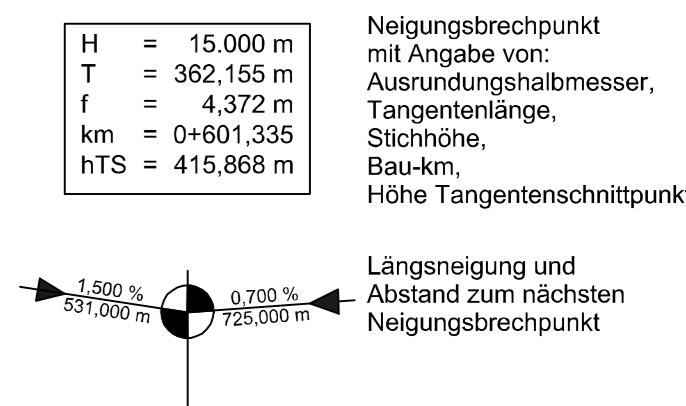 H = 15.000 m
T = 362,155 m
f = 4,372 m
km = 0+601,335
hTS = 415,868 m
Neigungsbrechpunkt
mit Angabe von:
Ausrundungshalbmesser,
Tangentenlänge,
Stichhöhe,
Bau-km,
Höhe Tangentenschnittpunkt
1,500 %
531,000 m
0,700 %
725,000 m
Längsneigung und
Abstand zum nächsten
Neigungsbrechpunkt